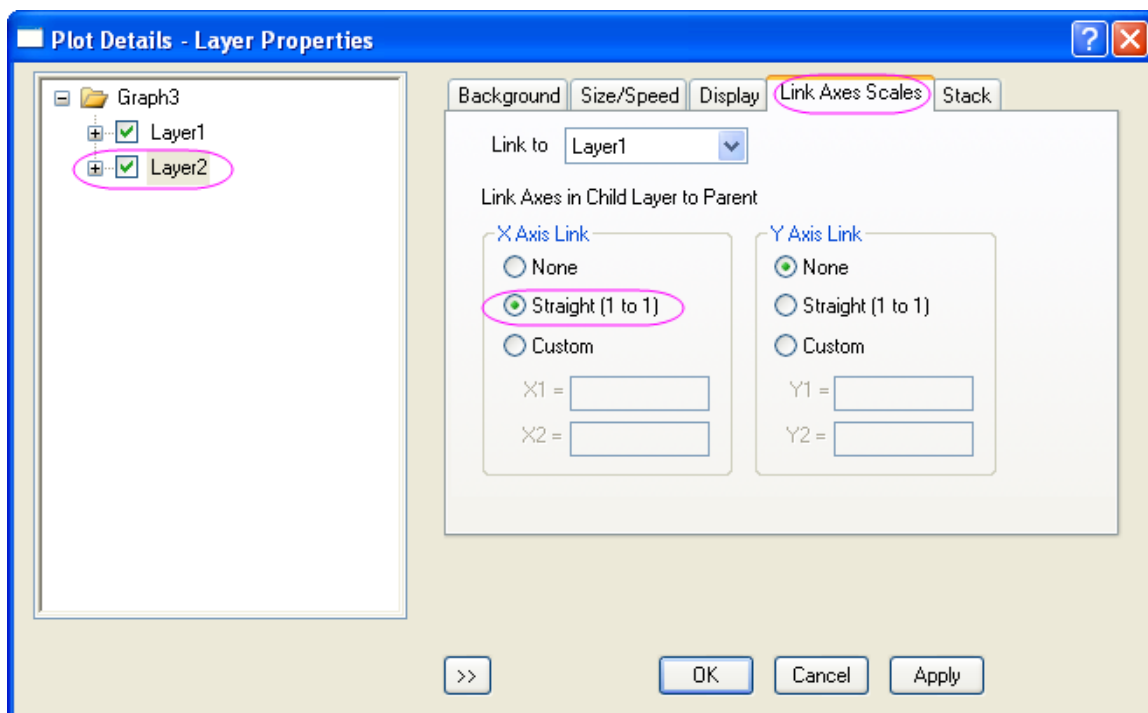 Plot Details - Layer Properties
Graph3
Layer1
Layer2
Background Size/Speed Display Link Axes Scales Stack
Link to Layer1
Link Axes in Child Layer to Parent
X Axis Link
None
Straight (1 to 1)
Custom
X1 =
X2 =
Y Axis Link
None
Straight (1 to 1)
Custom
Y1 =
Y2 =
>> OK Cancel Apply